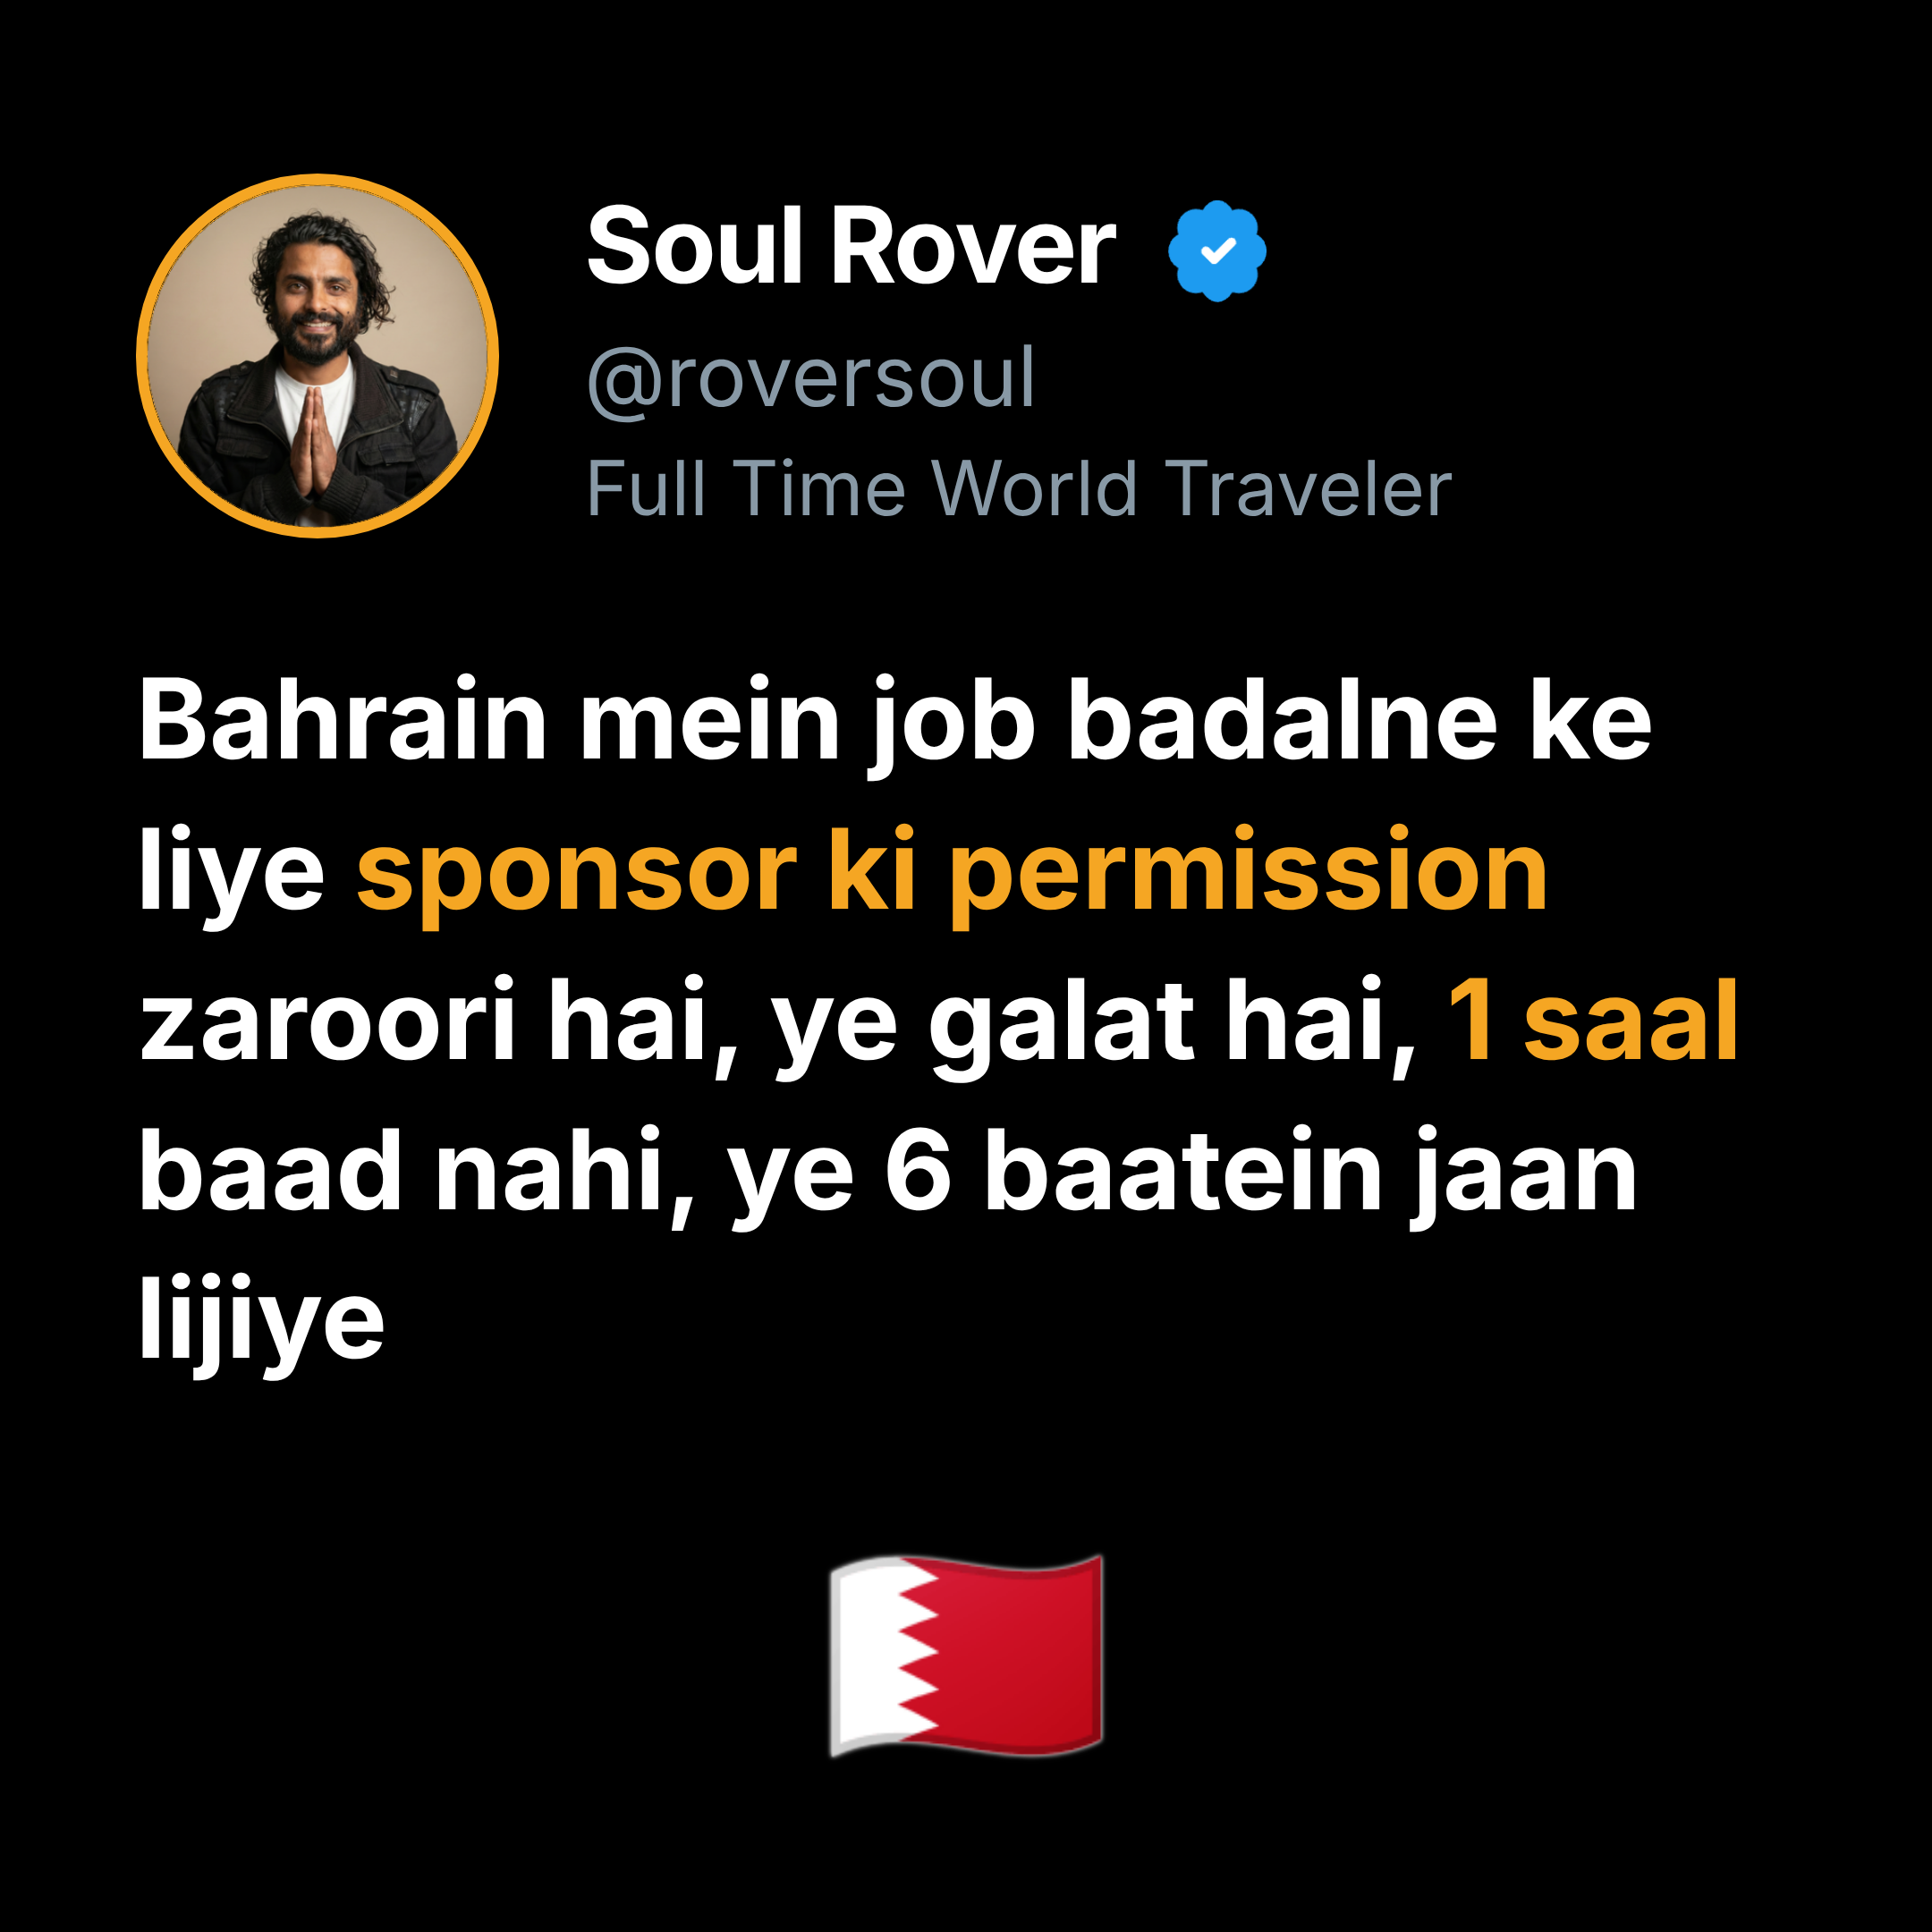 Soul Rover
@roversoul
Full Time World Traveler
Bahrain mein job badalne ke
liye sponsor ki permission
zaroori hai, ye galat hai, 1 saal
baad nahi, ye 6 baatein jaan
lijiye